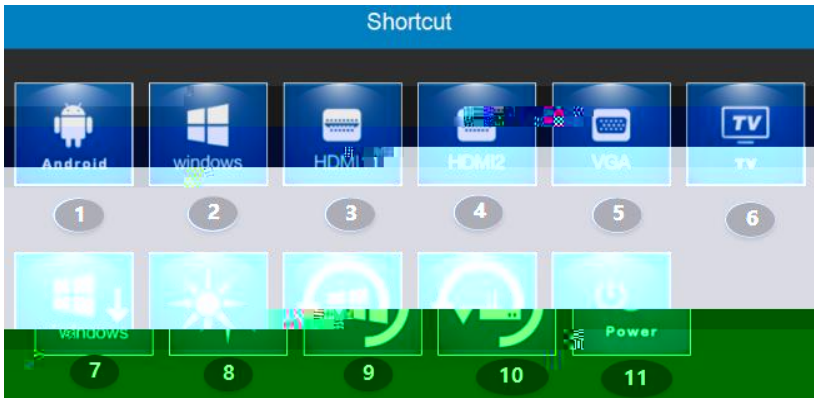 Shortcut
Android windows HDMI1 HDMI2 VGA TV TV
1 2 3 4 5 6
windows Power
7 8 9 10 11